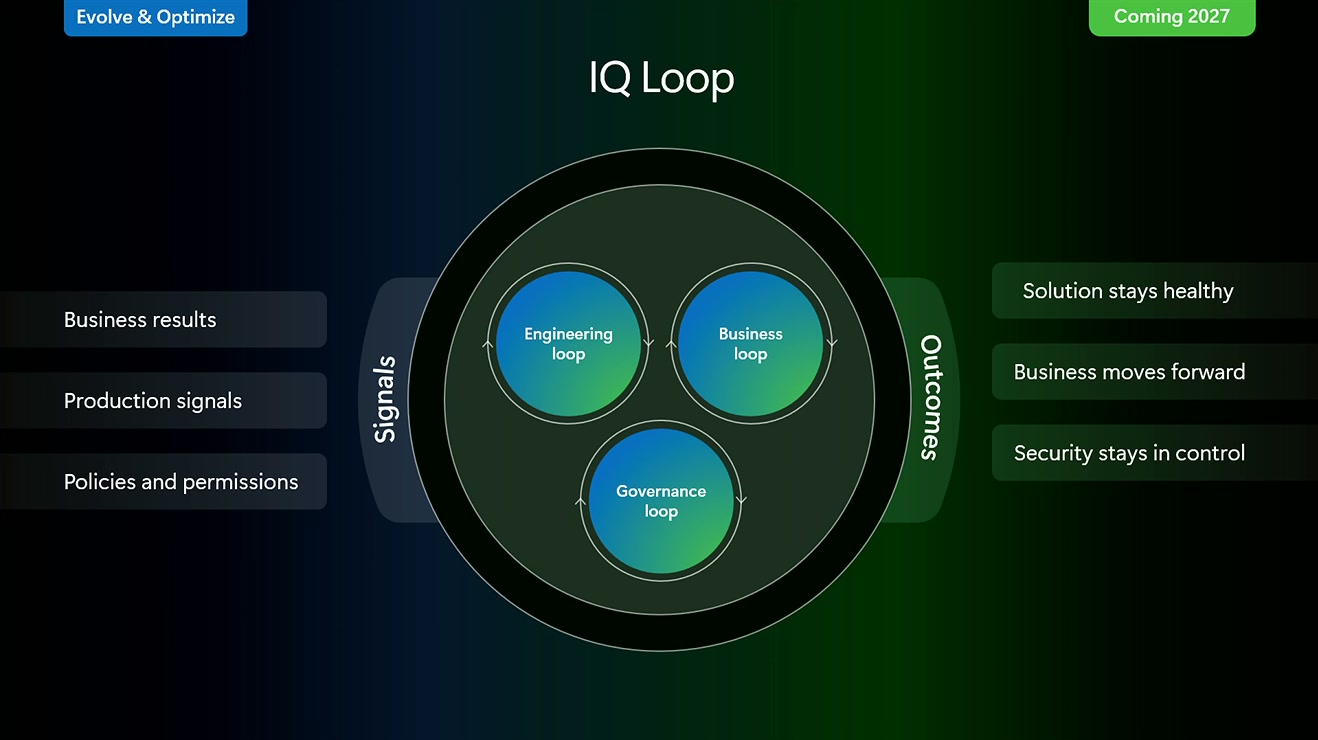 Evolve & Optimize
Coming 2027
IQ Loop
Business results
Production signals
Policies and permissions
Signals
Engineering
loop
Business
loop
Governance
loop
Outcomes
Solution stays healthy
Business moves forward
Security stays in control